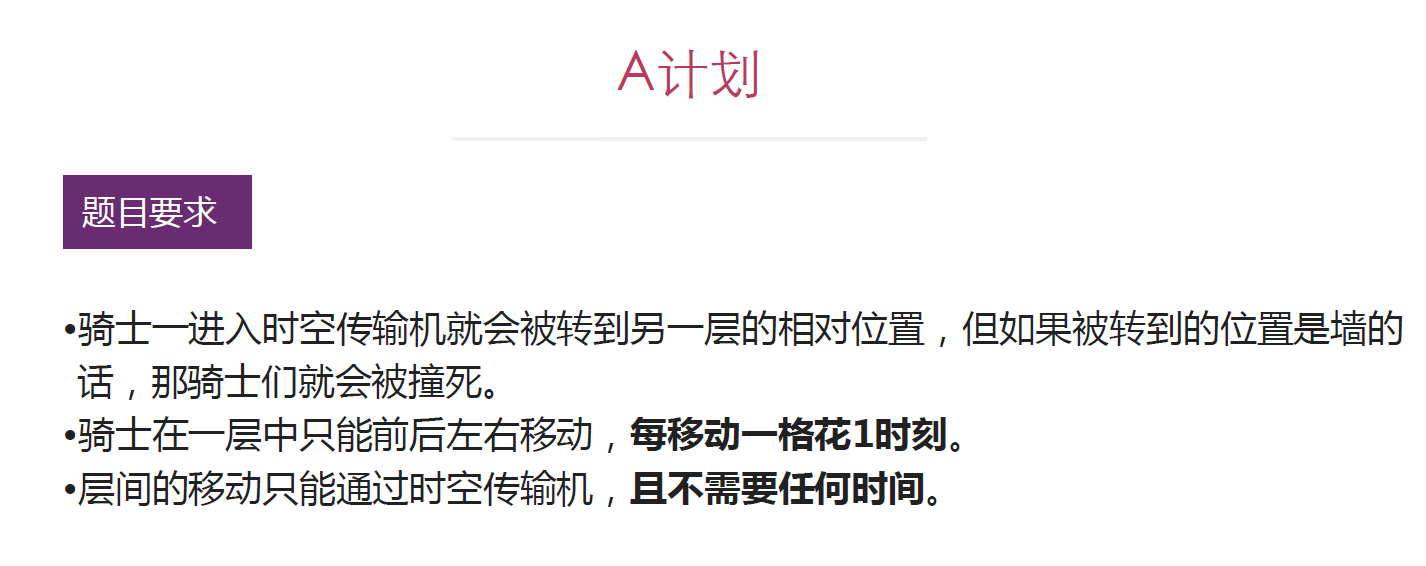 A计划
题目要求
•骑士一进入时空传输机就会被转到另一层的相对位置，但如果被转到的位置是墙的
话，那骑士们就会被撞死。
•骑士在一层中只能前后左右移动，每移动一格花1时刻。
•层间的移动只能通过时空传输机，且不需要任何时间。